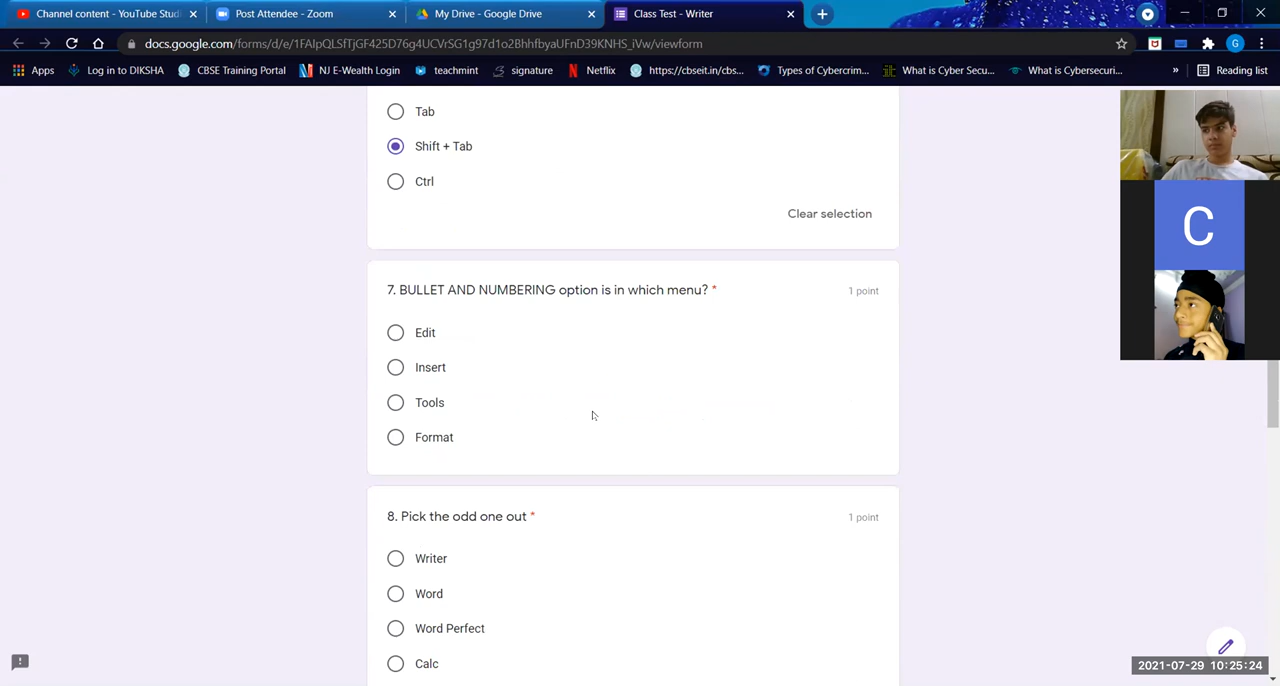 Channel content - YouTube Studi
Post Attendee - Zoom
My Drive - Google Drive
Class Test - Writer
docs.google.com/forms/d/e/1FAIpQLSfTjGF425D76g4UCVrSG1g97d1o2BhhfbyaUFnD39KNHS_iVw/viewform
G
Apps
Log in to DIKSHA
CBSE Training Portal
NJ E-Wealth Login
teachmint
signature
Netflix
https://cbseit.in/cbs...
Types of Cybercrim...
What is Cyber Secu...
What is Cybersecuri...
»
Reading list
Tab
Shift + Tab
Ctrl
Clear selection
C
7. BULLET AND NUMBERING option is in which menu? *
1 point
Edit
Insert
Tools
Format
8. Pick the odd one out *
1 point
Writer
Word
Word Perfect
Calc
2021-07-29 10:25:24